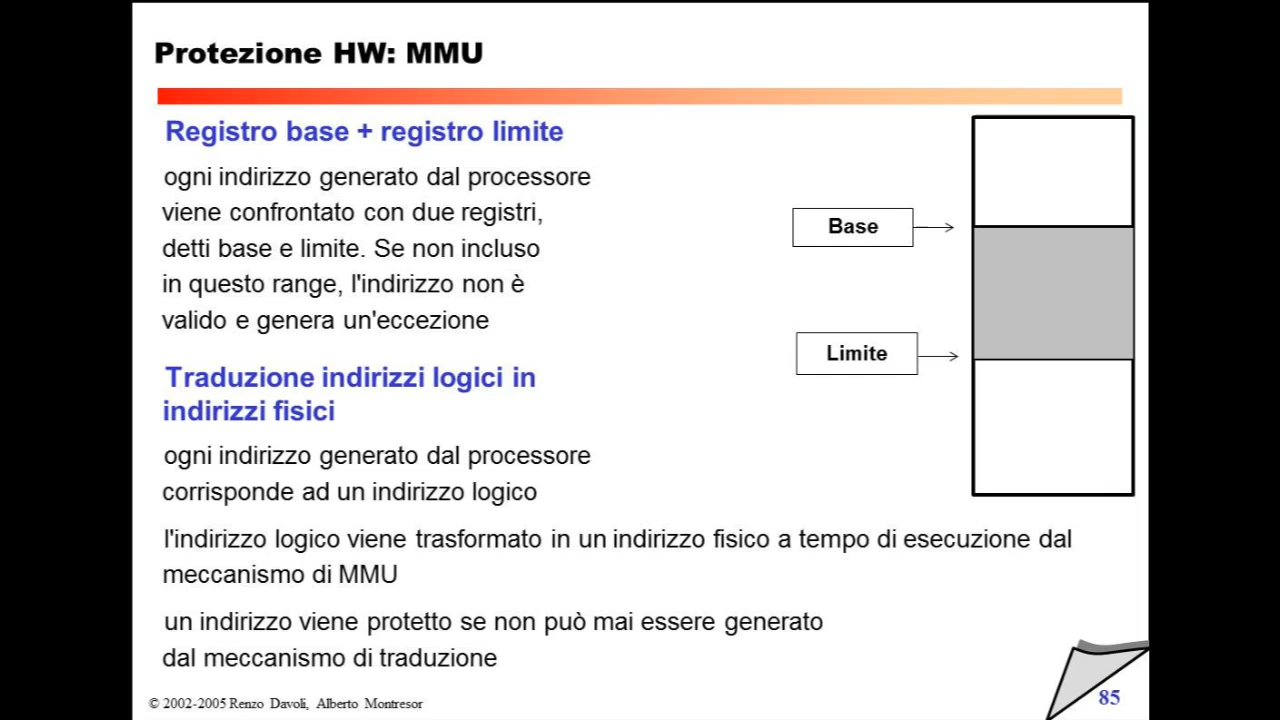 Protezione HW: MMU
Registro base + registro limite
ogni indirizzo generato dal processore
viene confrontato con due registri,
detti base e limite. Se non incluso
in questo range, l'indirizzo non è
valido e genera un'eccezione
Base
Limite
Traduzione indirizzi logici in
indirizzi fisici
ogni indirizzo generato dal processore
corrisponde ad un indirizzo logico
l'indirizzo logico viene trasformato in un indirizzo fisico a tempo di esecuzione dal
meccanismo di MMU
un indirizzo viene protetto se non può mai essere generato
dal meccanismo di traduzione
© 2002-2005 Renzo Davoli, Alberto Montresor
85